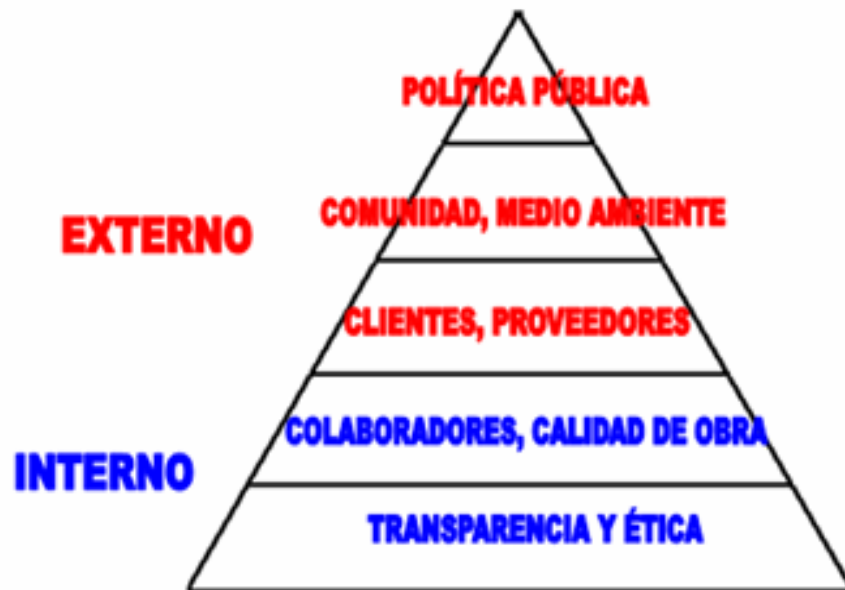 POLÍTICA PÚBLICA
COMUNIDAD, MEDIO AMBIENTE
EXTERNO
CLIENTES, PROVEEDORES
COLABORADORES, CALIDAD DE OBRA
INTERNO
TRANSPARENCIA Y ÉTICA